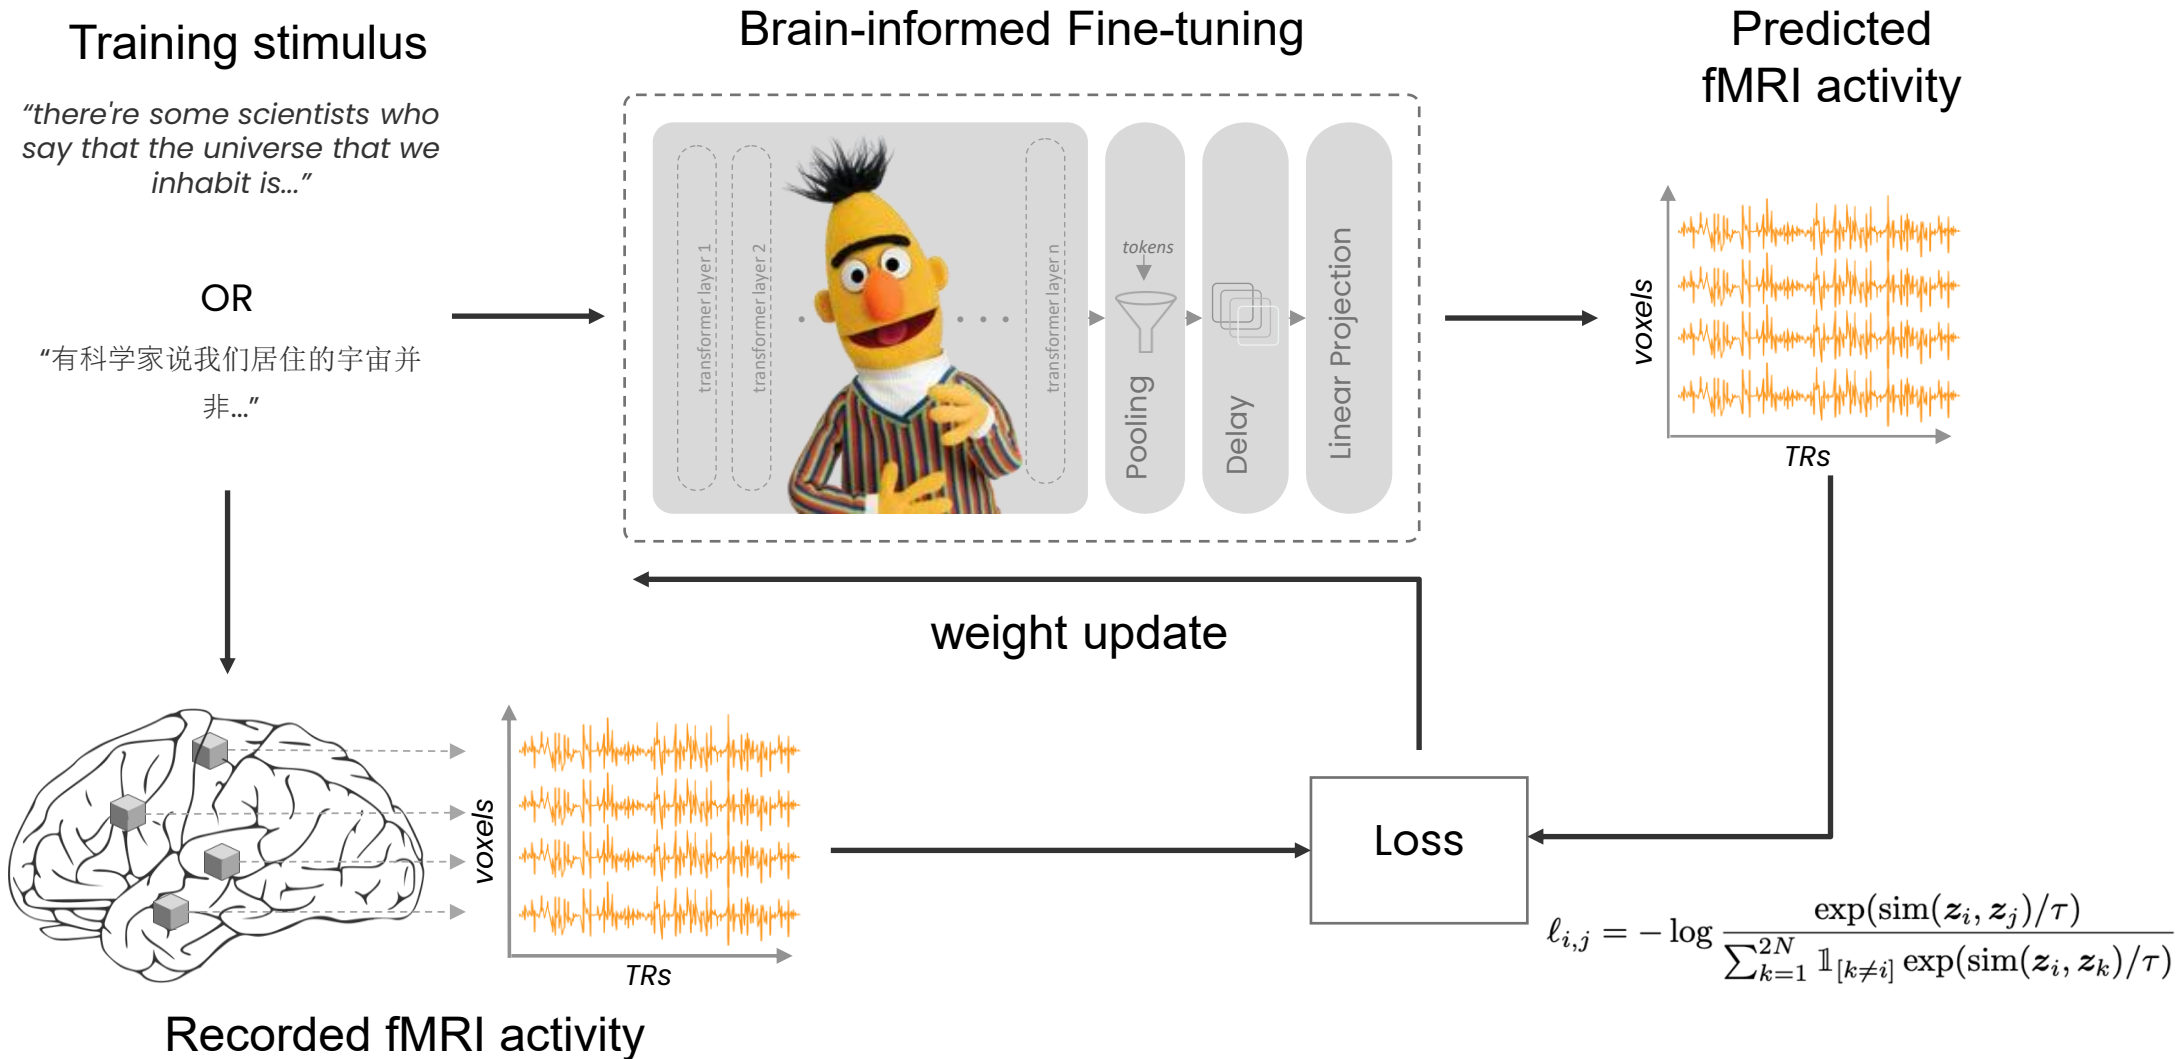 Training stimulus
“there're some scientists who
say that the universe that we
inhabit is...”
OR
“有科学家说我们居住的宇宙并
非...”
Brain-informed Fine-tuning
transformer layer 1
transformer layer 2
transformer layer n
tokens
Pooling
Delay
Linear Projection
Predicted
fMRI activity
voxels
TRs
weight update
voxels
TRs
Recorded fMRI activity
Loss
ℓ_{i,j} = − log \frac{exp(sim(z_i, z_j)/τ)}{∑_{k=1}^{2N} 𝟙_{[k≠i]} exp(sim(z_i, z_k)/τ)}